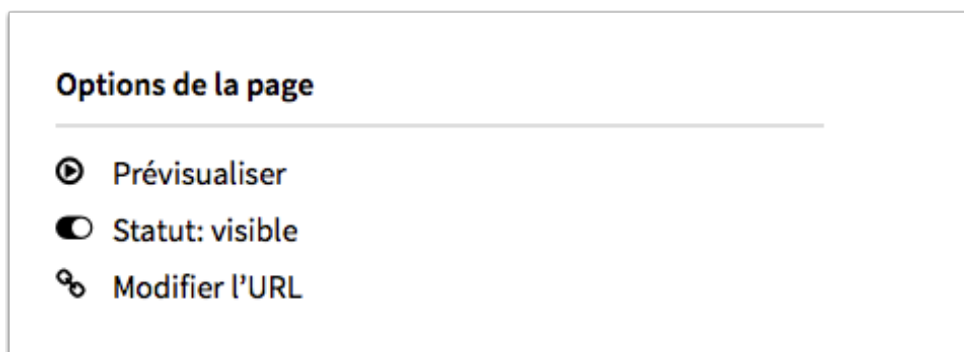 Options de la page
Prévisualiser
Statut: visible
Modifier l’URL